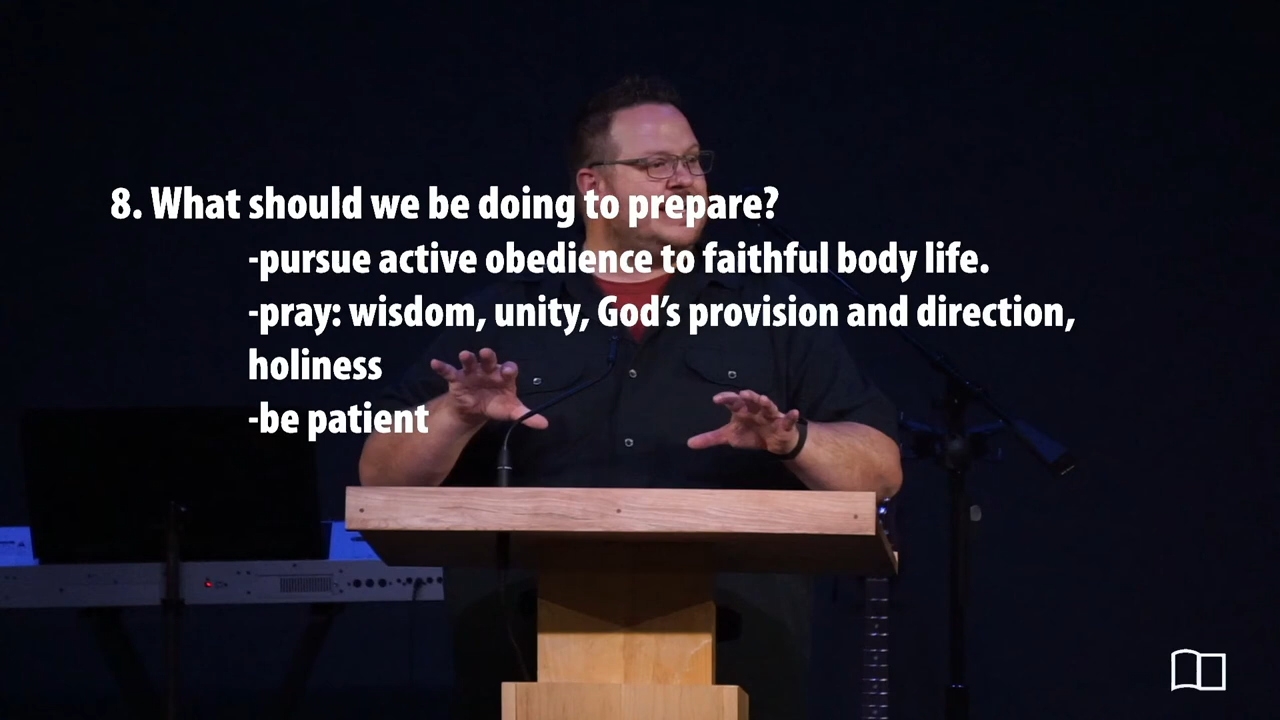 8. What should we be doing to prepare?
-pursue active obedience to faithful body life.
-pray: wisdom, unity, God's provision and direction,
holiness
-be patient